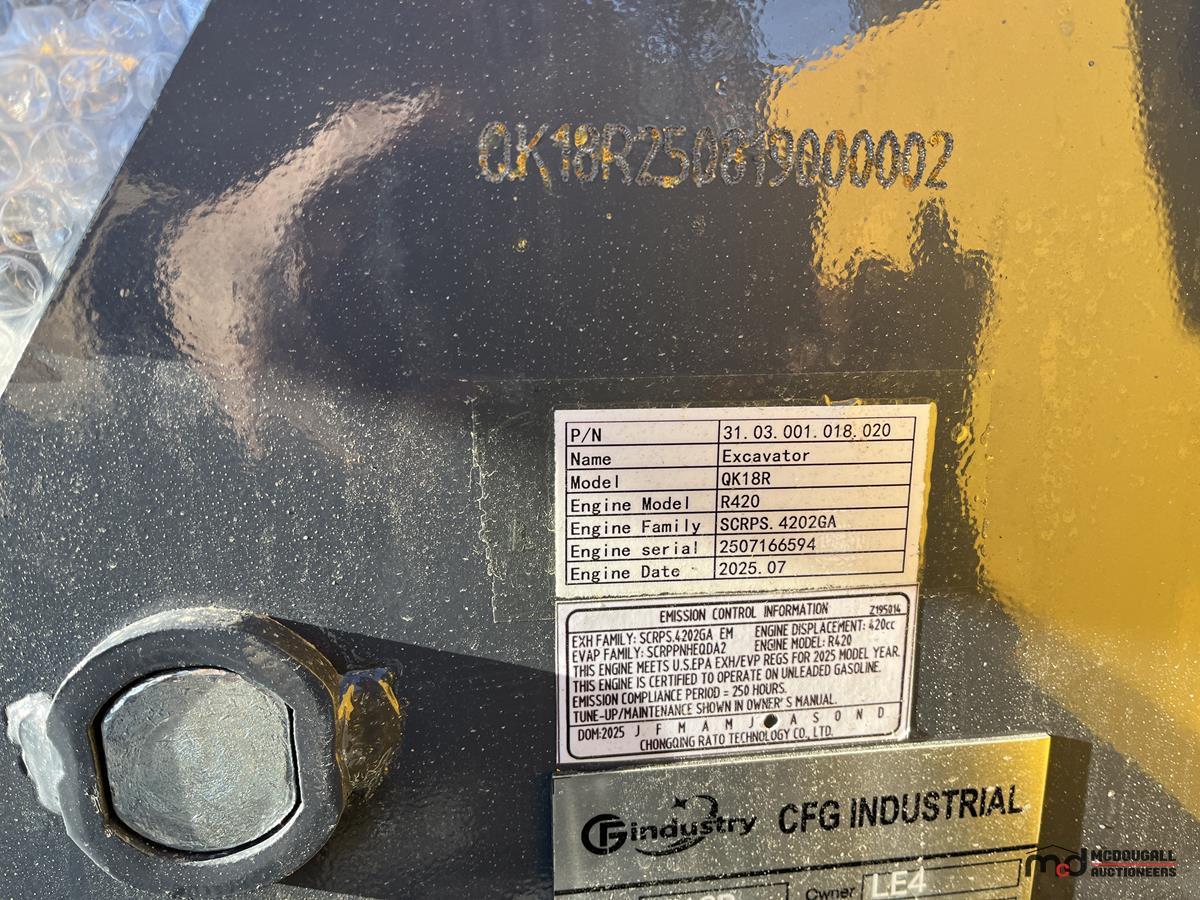 QK18R250819000002
P/N 31.03.001.018.020
Name Excavator
Model QK18R
Engine Model R420
Engine Family SCRPS.4202GA
Engine serial 2507166594
Engine Date 2025.07
EMISSION CONTROL INFORMATION Z195014
EXH FAMILY: SCRPS.4202GA EM ENGINE DISPLACEMENT: 420cc
EVAP FAMILY: SCRPPNHEQDA2 ENGINE MODEL: R420
THIS ENGINE MEETS U.S.EPA EXH/EVP REGS FOR 2025 MODEL YEAR.
THIS ENGINE IS CERTIFIED TO OPERATE ON UNLEADED GASOLINE.
EMISSION COMPLIANCE PERIOD = 250 HOURS.
TUNE-UP/MAINTENANCE SHOWN IN OWNER'S MANUAL.
DOM:2025 J F M A M J A S O N D
CHONGQING RATO TECHNOLOGY CO., LTD.
CFG industry CFG INDUSTRIAL
Owner LE4
mcd MCDOUGALL AUCTIONEERS